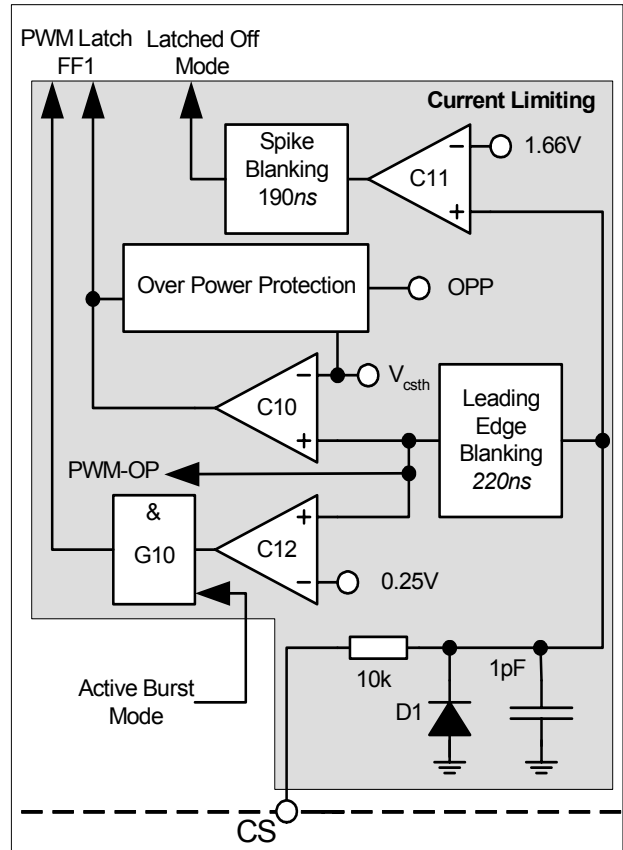 PWM Latch
FF1
Latched Off
Mode
Current Limiting
Spike
Blanking
190ns
C11
1.66V
Over Power Protection
OPP
C10
Vcsth
Leading
Edge
Blanking
220ns
PWM-OP
&
G10
C12
0.25V
10k
1pF
D1
Active Burst
Mode
CS